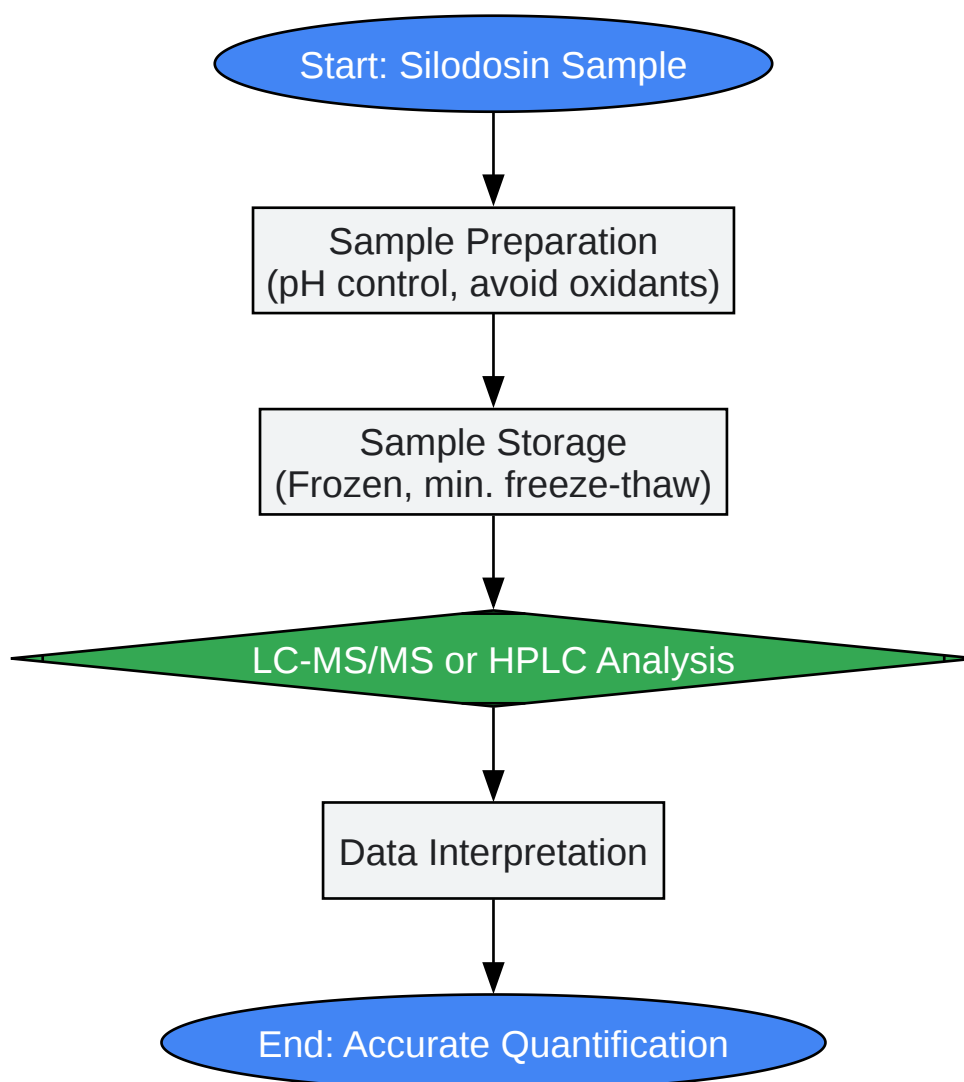 Start: Silodosin Sample
Sample Preparation
(pH control, avoid oxidants)
Sample Storage
(Frozen, min. freeze-thaw)
LC-MS/MS or HPLC Analysis
Data Interpretation
End: Accurate Quantification